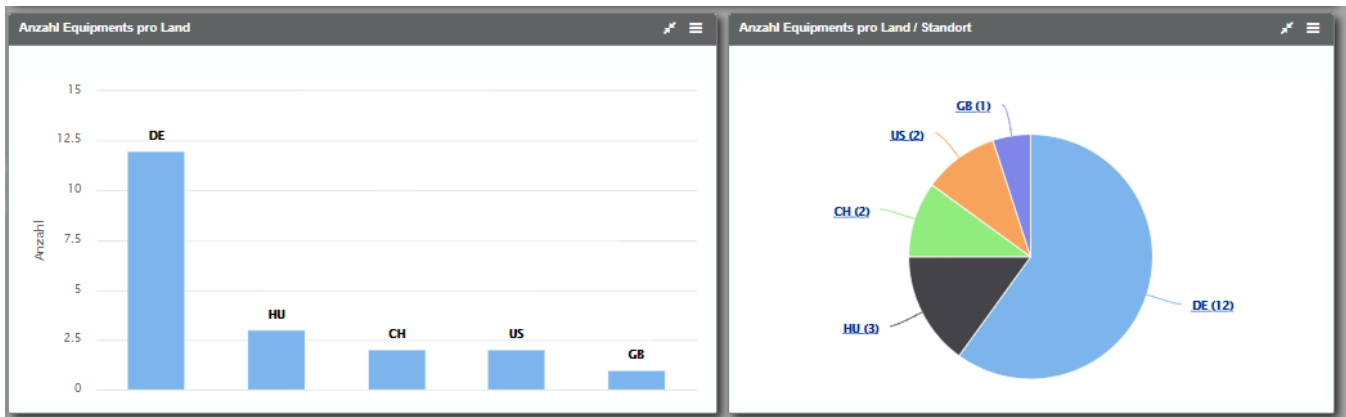 Anzahl Equipments pro Land
15
12.5
10
7.5
5
2.5
0
Anzahl
DE
HU
CH
US
GB
Anzahl Equipments pro Land / Standort
GB (1)
US (2)
CH (2)
HU (3)
DE (12)